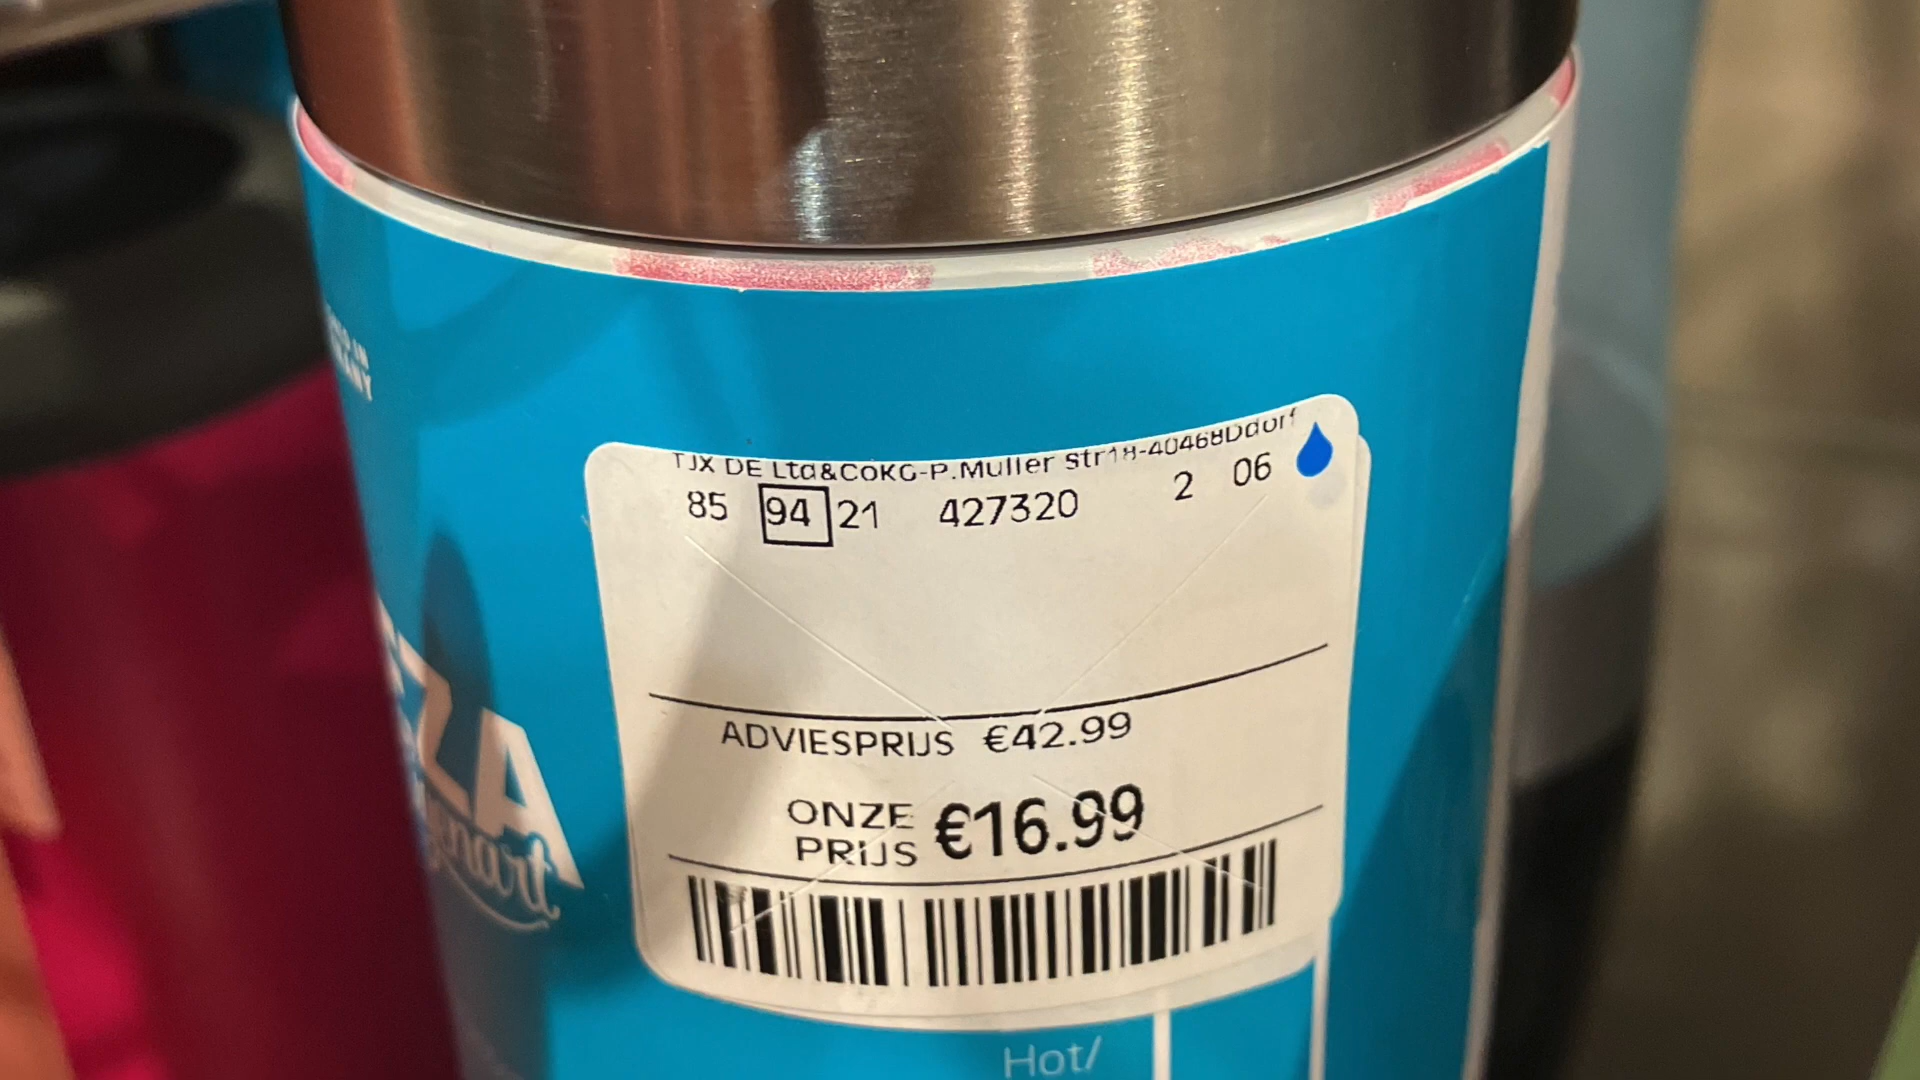 TJX DE Ltd&CoKG-P.Muller Str18-40468Ddorf
85 94 21 427320 2 06
ADVIESPRIJS €42.99
ONZE PRIJS €16.99
smart
Hot/